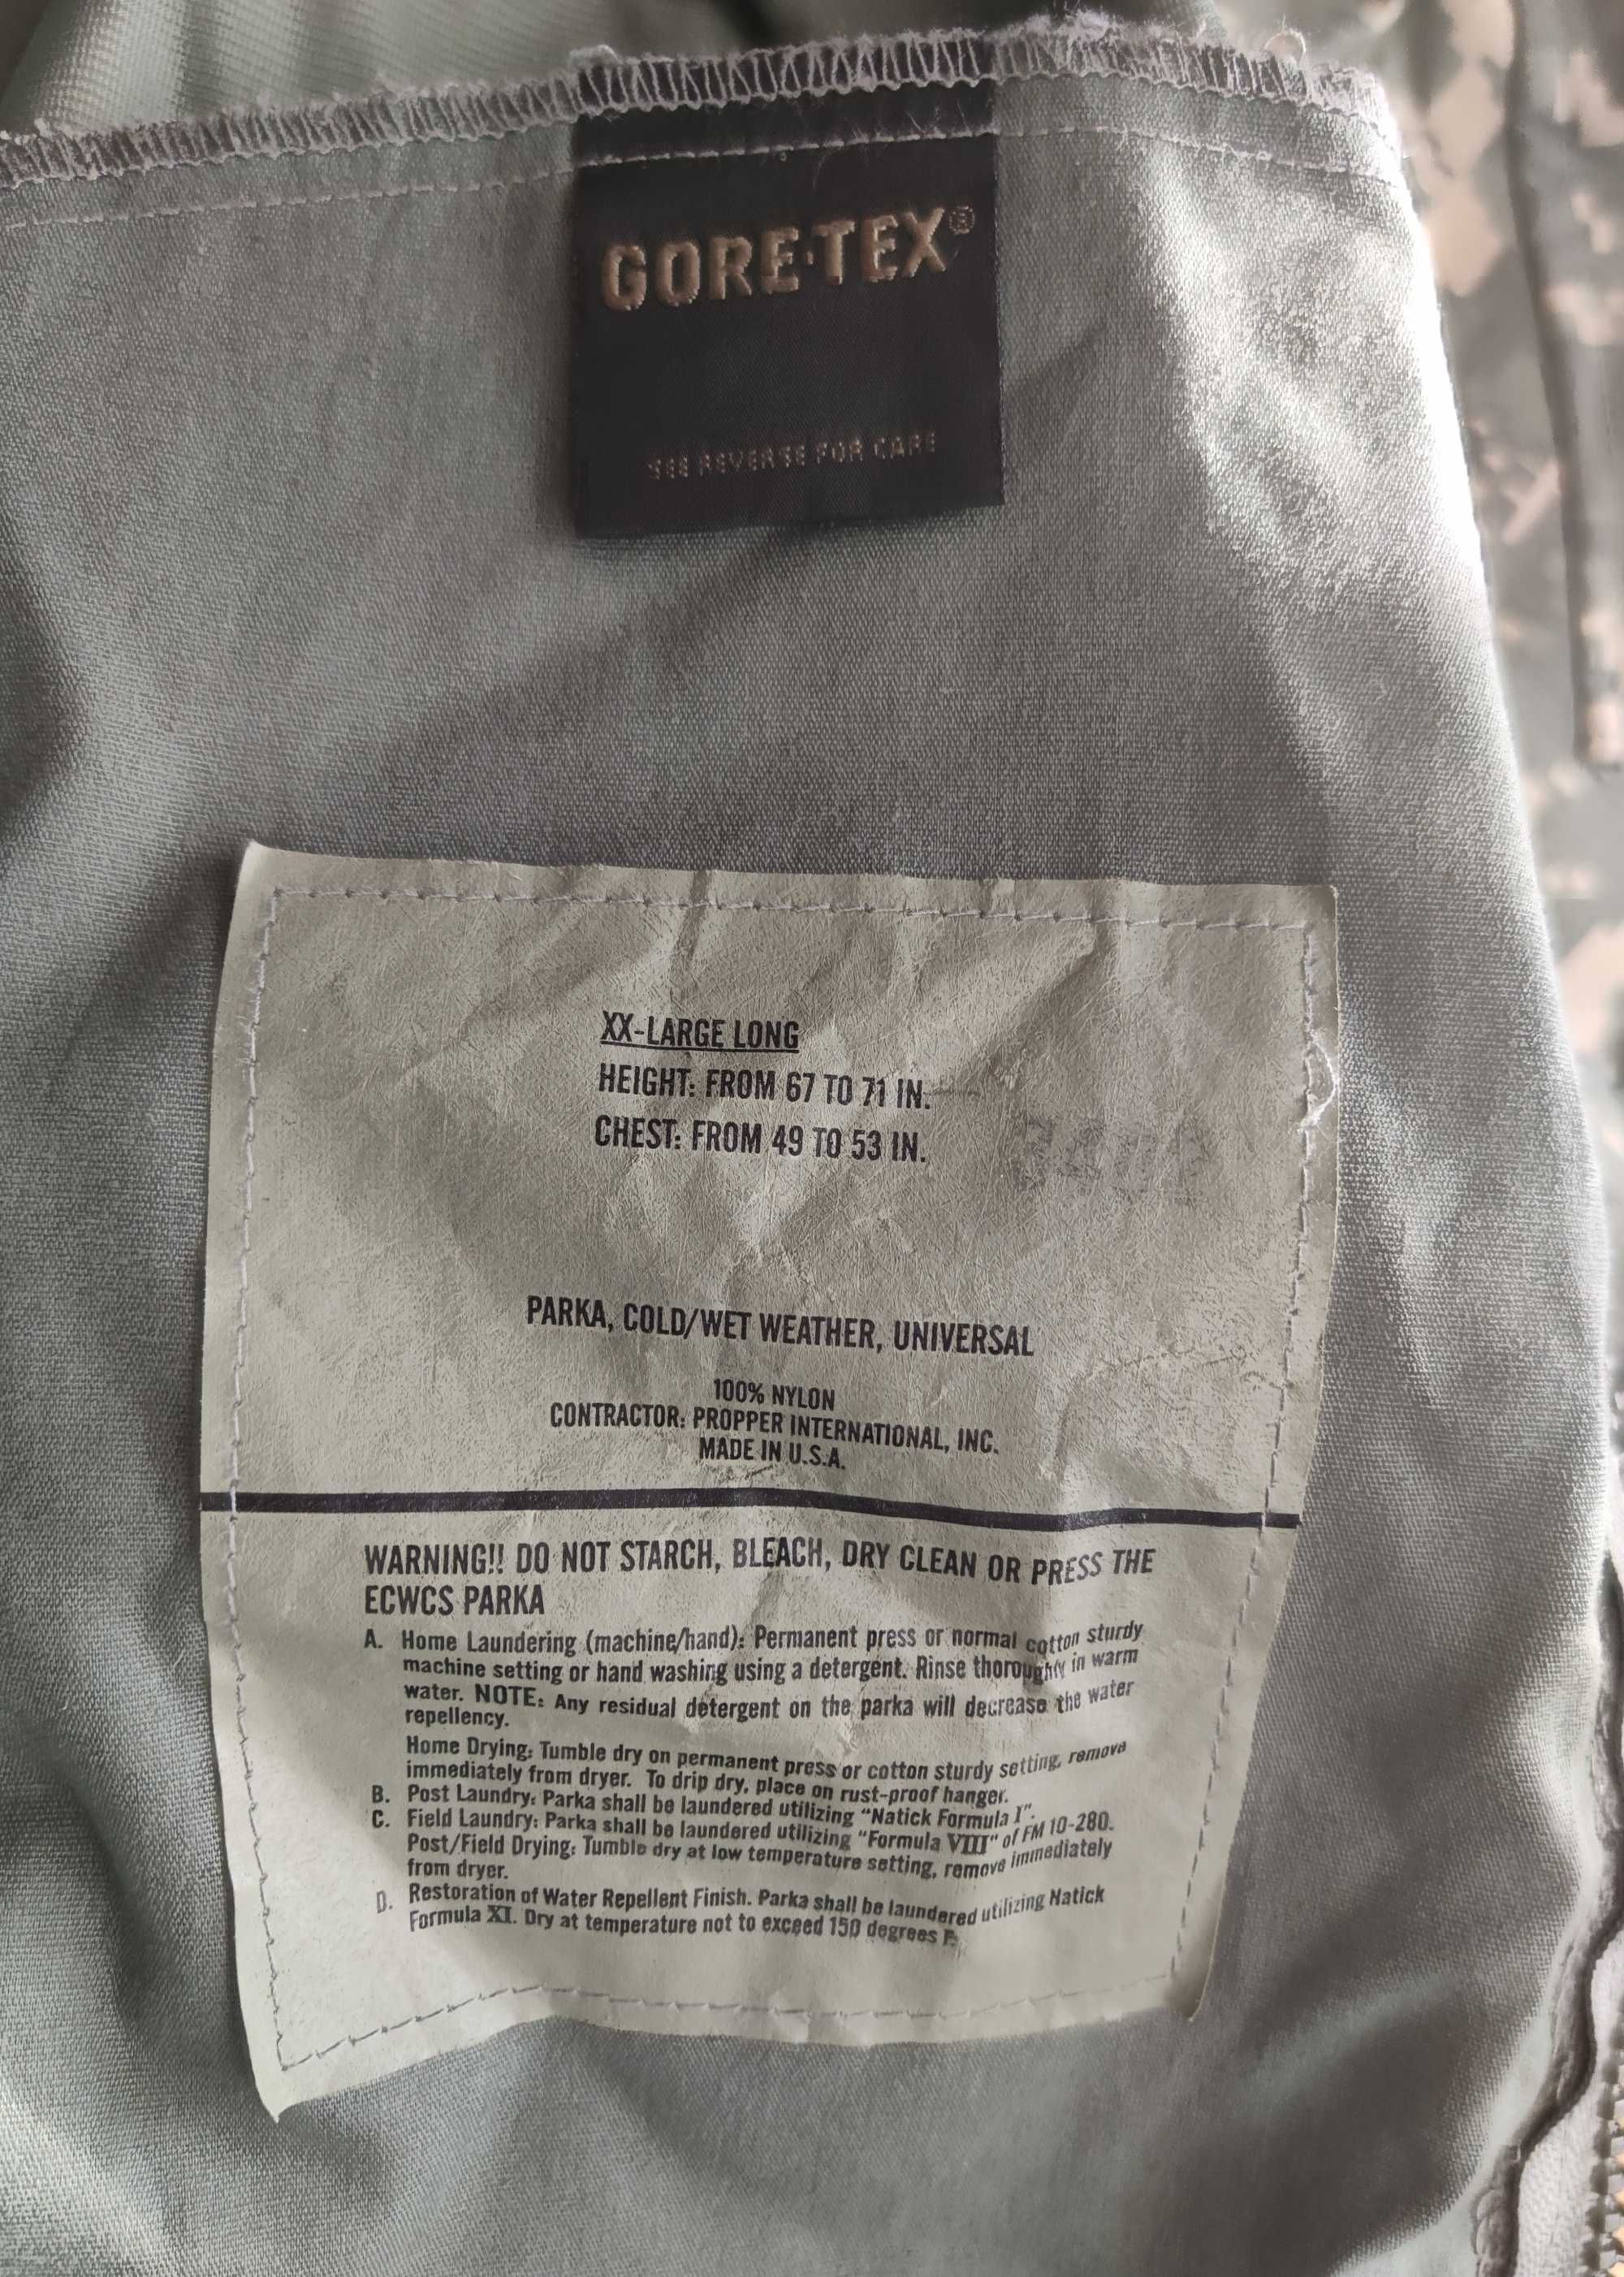 GORE-TEX®
SEE REVERSE FOR CARE
XX-LARGE LONG
HEIGHT: FROM 67 TO 71 IN.
CHEST: FROM 49 TO 53 IN.
PARKA, COLD/WET WEATHER, UNIVERSAL
100% NYLON
CONTRACTOR: PROPPER INTERNATIONAL, INC.
MADE IN U.S.A.
WARNING!! DO NOT STARCH, BLEACH, DRY CLEAN OR PRESS THE
ECWCS PARKA
A. Home Laundering (machine/hand): Permanent press or normal cotton sturdy
machine setting or hand washing using a detergent. Rinse thoroughly in warm
water. NOTE: Any residual detergent on the parka will decrease the water
repellency.
Home Drying: Tumble dry on permanent press or cotton sturdy setting, remove
immediately from dryer. To drip dry, place on rust-proof hanger.
B. Post Laundry: Parka shall be laundered utilizing "Natick Formula I".
C. Field Laundry: Parka shall be laundered utilizing "Formula VIII" of FM 10-280.
Post/Field Drying: Tumble dry at low temperature setting, remove immediately
from dryer.
D. Restoration of Water Repellent Finish. Parka shall be laundered utilizing Natick
Formula XI. Dry at temperature not to exceed 150 degrees F.